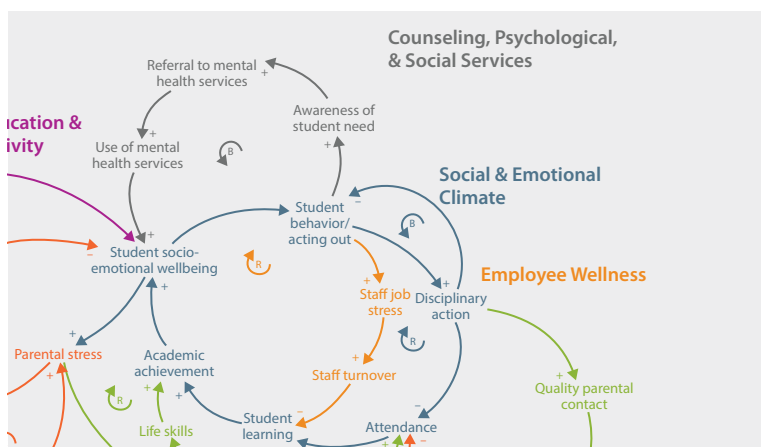 Counseling, Psychological,
& Social Services
Referral to mental
health services
+
Awareness of
student need
+
ucation &
ivity
+
Use of mental
health services
B
Social & Emotional
Climate
+
Student
behavior/
acting out
−
B
−
Student socio-
emotional wellbeing
+
R
Employee Wellness
+
Staff job
stress
+
Disciplinary
action
+
R
Parental stress
+
Academic
achievement
+
Staff turnover
+
Quality parental
contact
+
+
R
Life skills
Student
learning
−
Attendance
−
+
−